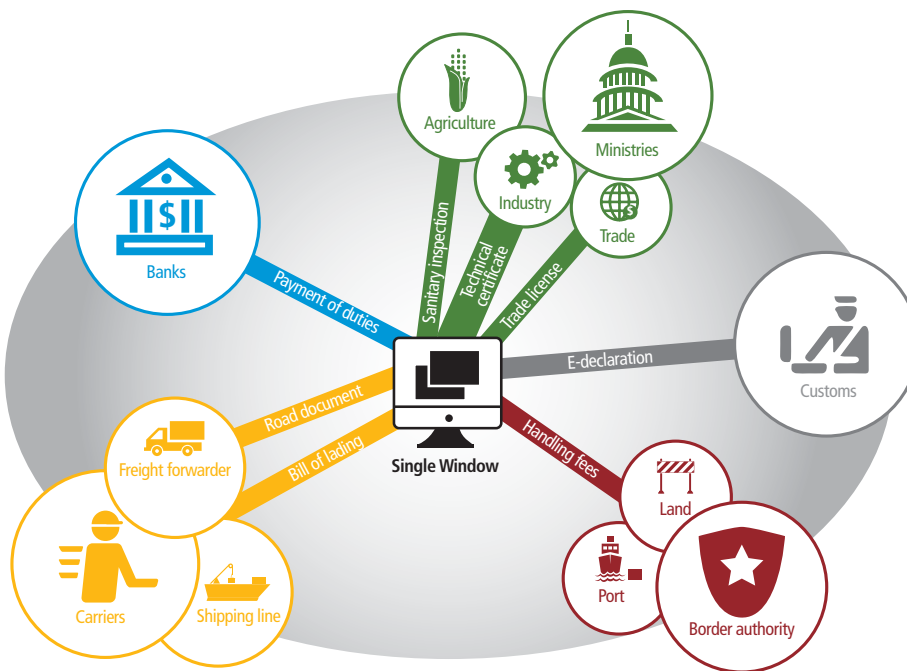 Agriculture
Ministries
Industry
Trade
$
Banks
Sanitary inspection
Technical
certificate
Trade license
Payment of duties
E-declaration
Customs
Road document
Bill of lading
Single Window
Handling fees
Freight forwarder
Land
Carriers
Shipping line
Port
Border authority
$